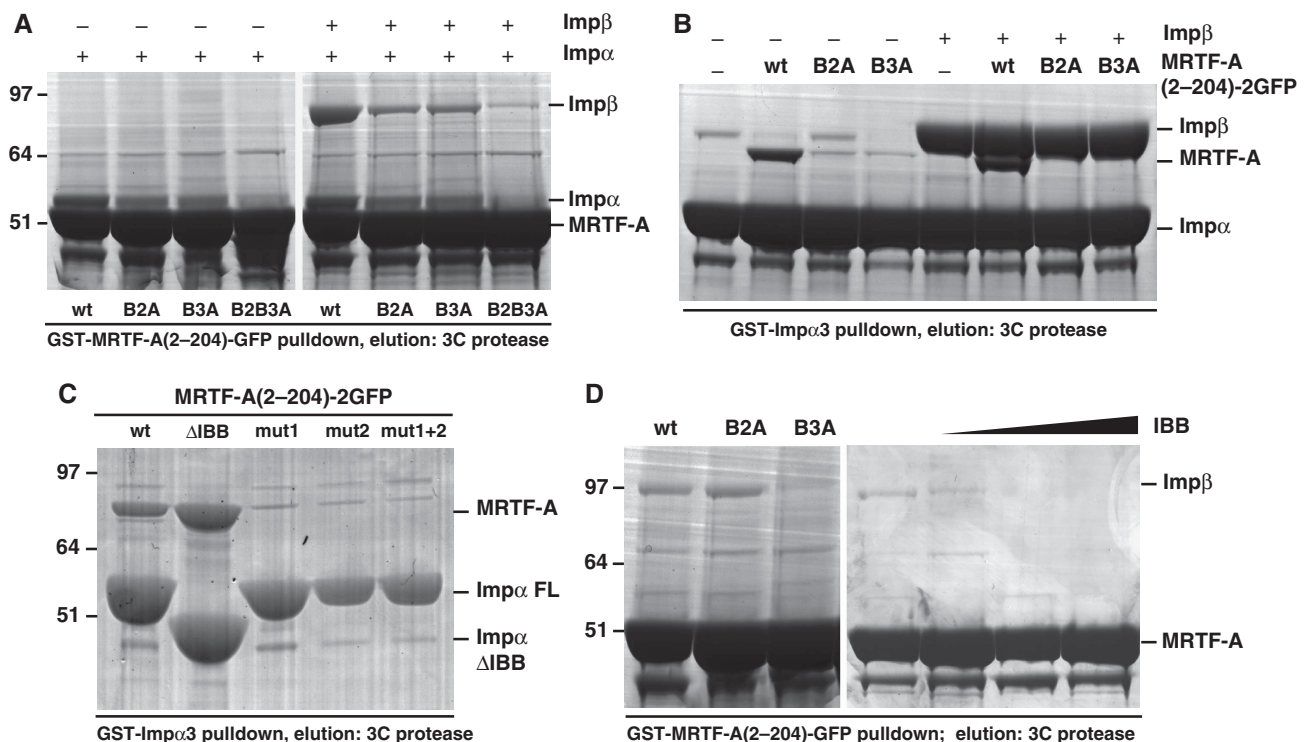 A
– – – – + + + + Impβ
+ + + + + + + + Impα
97
64
51
Impβ
Impα
MRTF-A
wt B2A B3A B2B3A wt B2A B3A B2B3A
GST-MRTF-A(2–204)-GFP pulldown, elution: 3C protease
B
– – – – + + + + Impβ
– wt B2A B3A – wt B2A B3A MRTF-A
(2–204)-2GFP
Impβ
MRTF-A
Impα
GST-Impα3 pulldown, elution: 3C protease
C
MRTF-A(2–204)-2GFP
wt ΔIBB mut1 mut2 mut1+2
97
64
51
MRTF-A
Impα FL
Impα
ΔIBB
GST-Impα3 pulldown, elution: 3C protease
D
wt B2A B3A IBB
97
64
51
Impβ
MRTF-A
GST-MRTF-A(2–204)-GFP pulldown; elution: 3C protease